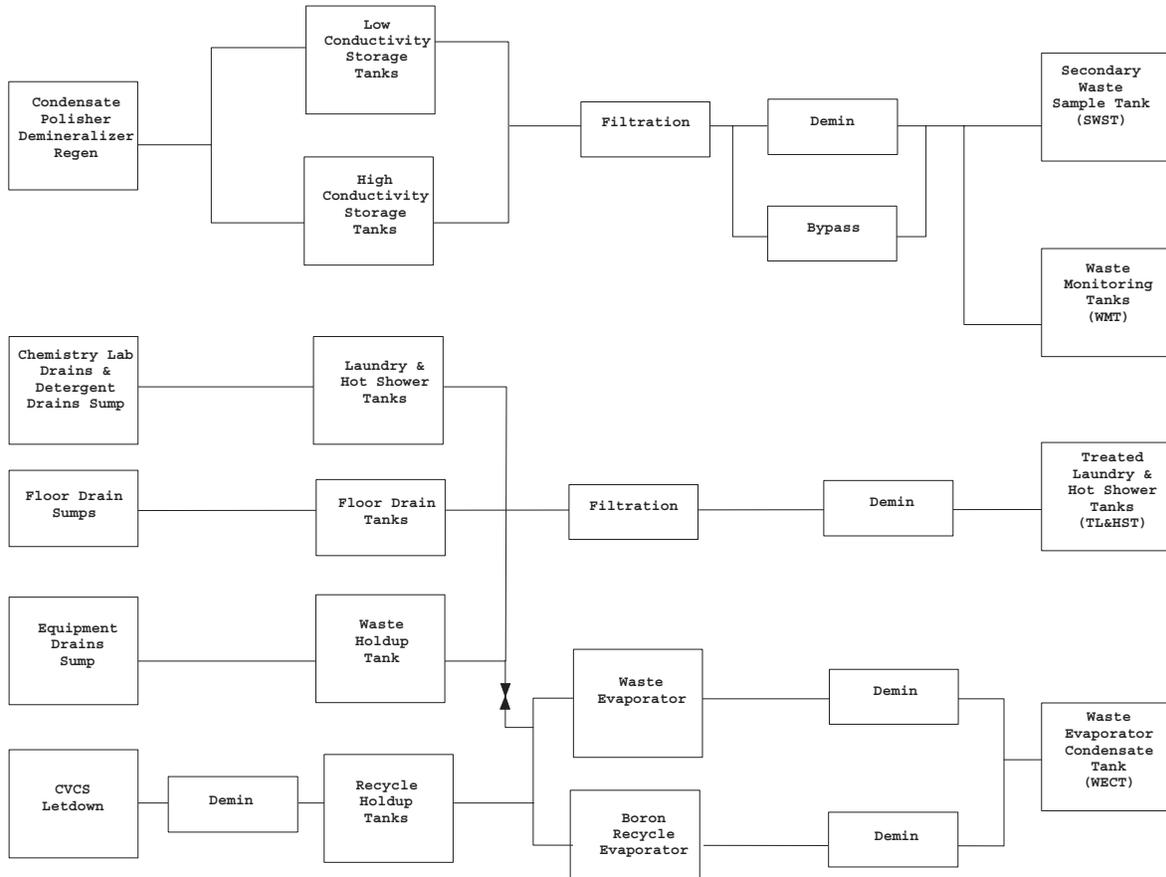 Condensate
Polisher
Demineralizer
Regen
Low
Conductivity
Storage
Tanks
High
Conductivity
Storage
Tanks
Filtration
Demin
Bypass
Secondary
Waste
Sample Tank
(SWST)
Waste
Monitoring
Tanks
(WMT)
Chemistry Lab
Drains &
Detergent
Drains Sump
Laundry &
Hot Shower
Tanks
Floor Drain
Sumps
Floor Drain
Tanks
Filtration
Demin
Treated
Laundry &
Hot Shower
Tanks
(TL&HST)
Equipment
Drains
Sump
Waste
Holdup
Tank
Waste
Evaporator
Demin
Waste
Evaporator
Condensate
Tank
(WECT)
CVCS
Letdown
Demin
Recycle
Holdup
Tanks
Boron
Recycle
Evaporator
Demin